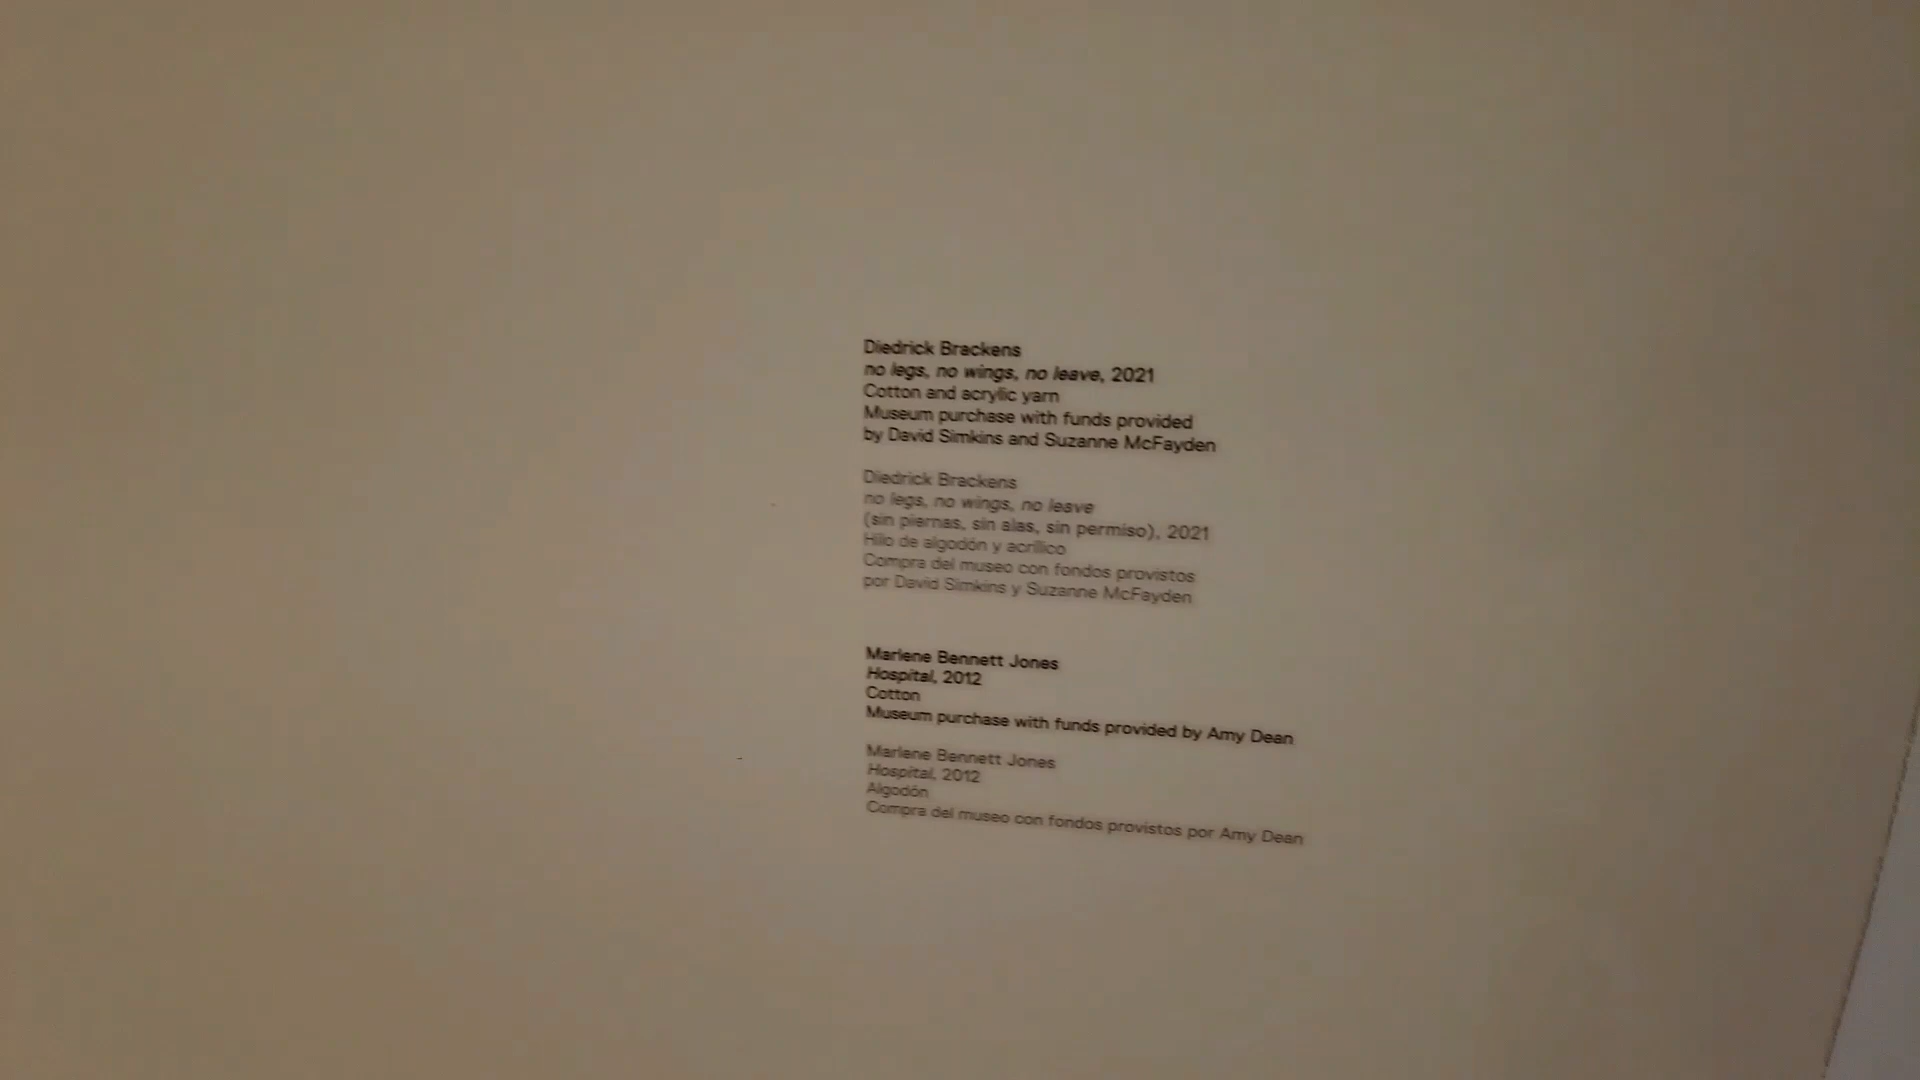 Diedrick Brackens
no legs, no wings, no leave, 2021
Cotton and acrylic yarn
Museum purchase with funds provided
by David Simkins and Suzanne McFayden
Diedrick Brackens
no legs, no wings, no leave
(sin piernas, sin alas, sin permiso), 2021
Hilo de algodón y acrílico
Compra del museo con fondos provistos
por David Simkins y Suzanne McFayden
Marlene Bennett Jones
Hospital, 2012
Cotton
Museum purchase with funds provided by Amy Dean
Marlene Bennett Jones
Hospital, 2012
Algodón
Compra del museo con fondos provistos por Amy Dean